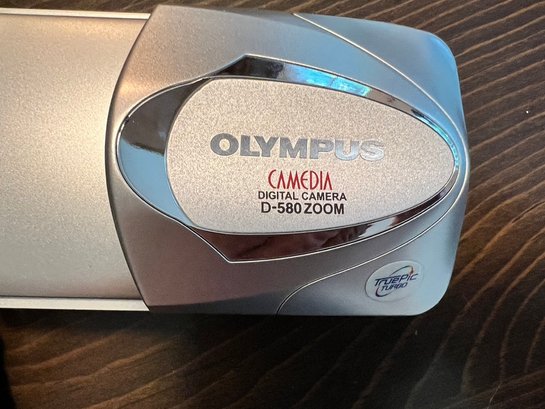 OLYMPUS
CAMEDIA
DIGITAL CAMERA
D-580 ZOOM
TruePic
TURBO